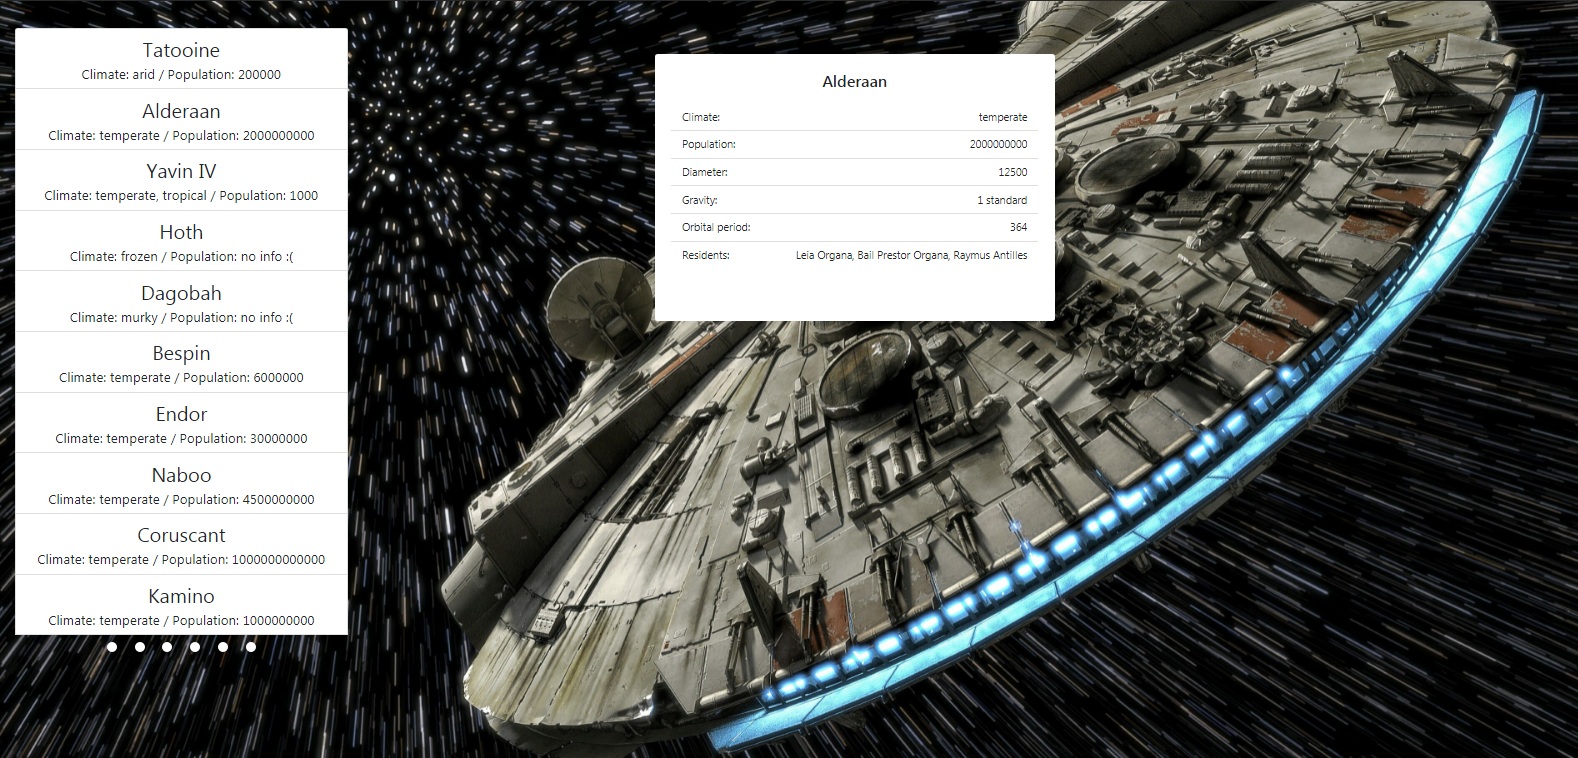 Tatooine
Climate: arid / Population: 200000
Alderaan
Climate: temperate / Population: 2000000000
Yavin IV
Climate: temperate, tropical / Population: 1000
Hoth
Climate: frozen / Population: no info :(
Dagobah
Climate: murky / Population: no info :(
Bespin
Climate: temperate / Population: 6000000
Endor
Climate: temperate / Population: 30000000
Naboo
Climate: temperate / Population: 4500000000
Coruscant
Climate: temperate / Population: 1000000000000
Kamino
Climate: temperate / Population: 1000000000
Alderaan
Climate: temperate
Population: 2000000000
Diameter: 12500
Gravity: 1 standard
Orbital period: 364
Residents: Leia Organa, Bail Prestor Organa, Raymus Antilles